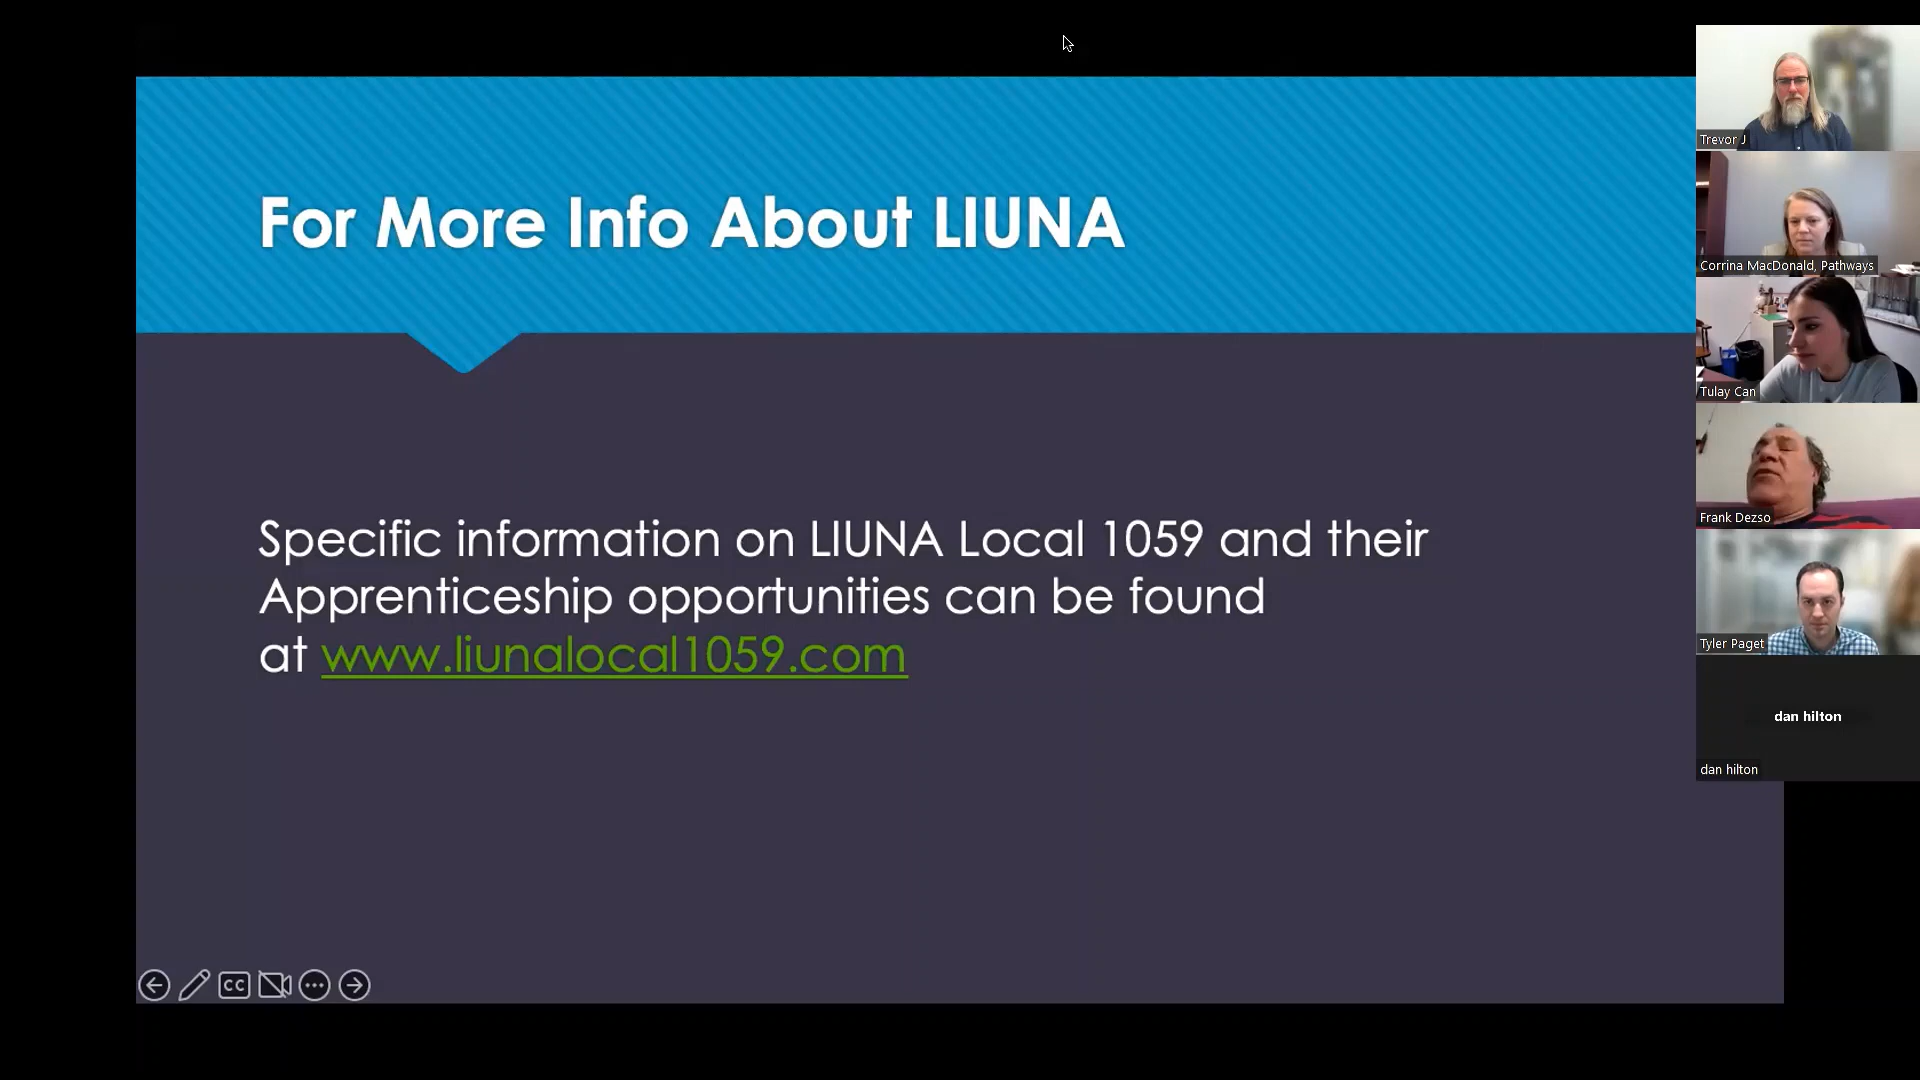 For More Info About LIUNA
Specific information on LIUNA Local 1059 and their
Apprenticeship opportunities can be found
at www.liunalocal1059.com
CC
Trevor J
Corrina MacDonald, Pathways
Tulay Can
Frank Dezso
Tyler Paget
dan hilton
dan hilton